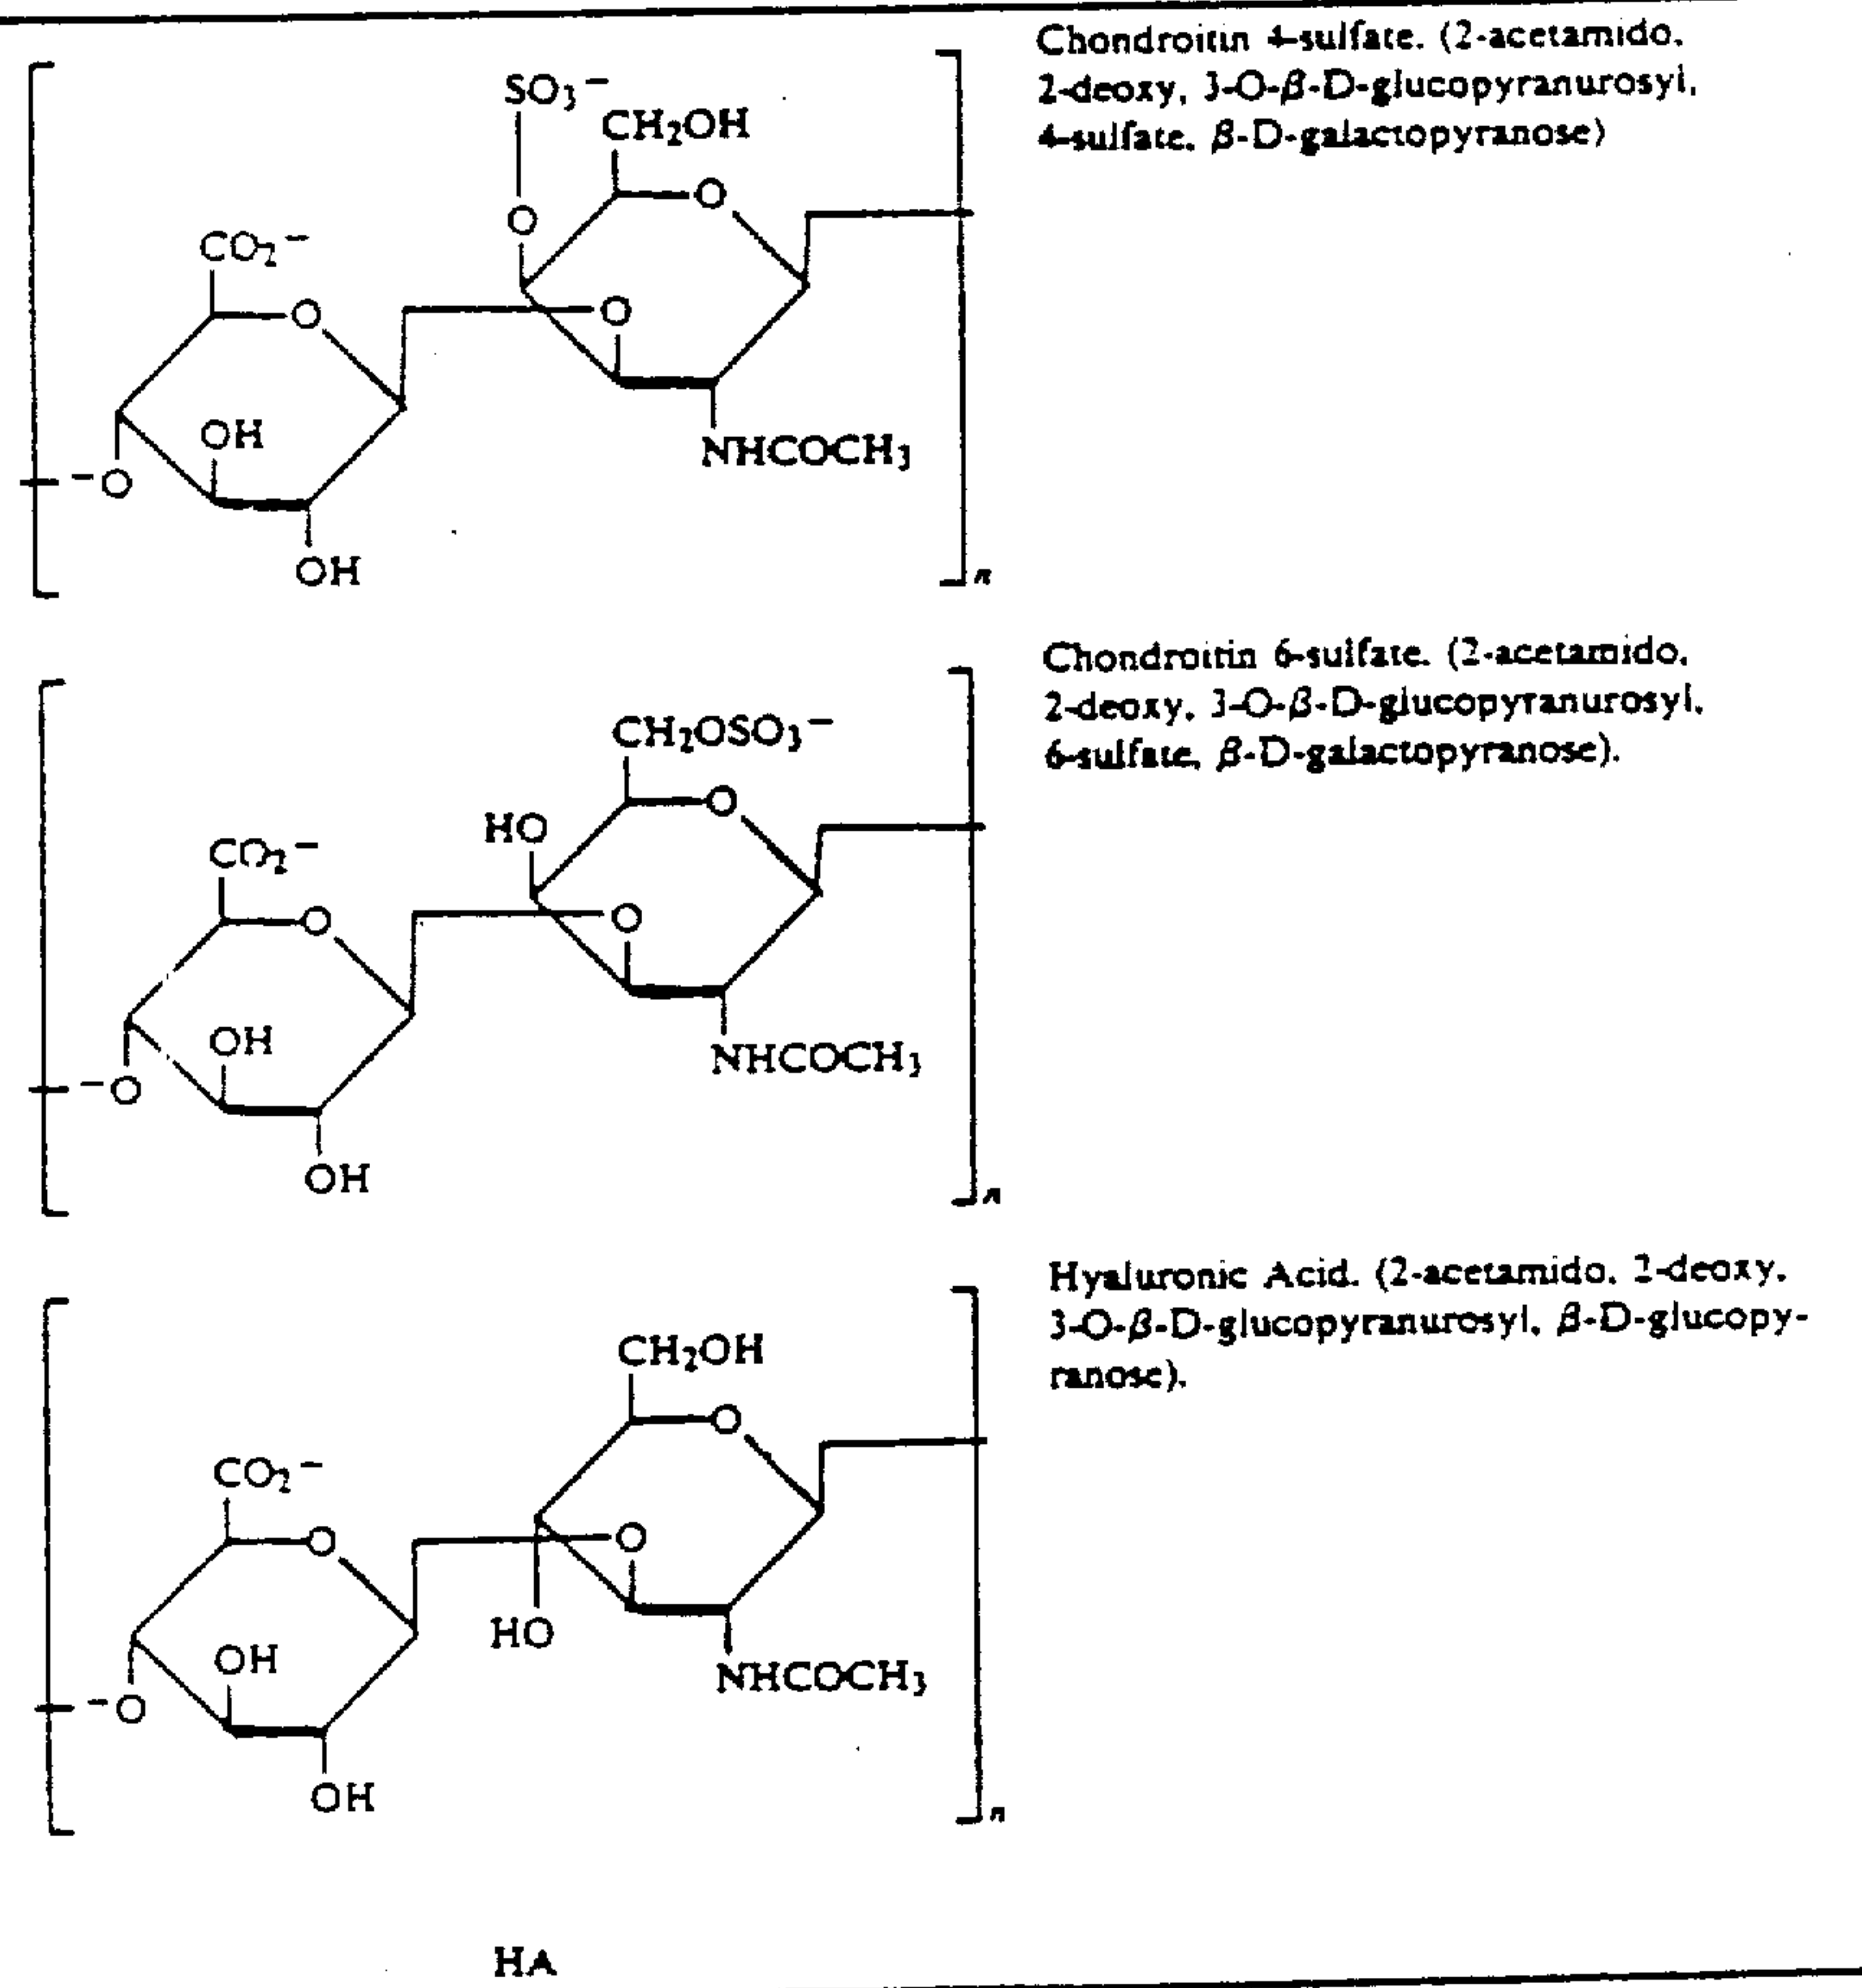 Chondroitin 4-sulfate. (2-acetamido,
2-deoxy, 3-O-β-D-glucopyranurosyl,
4-sulfate, β-D-galactopyranose)
SO₃⁻
CH₂OH
O
O
CO₂⁻
O
O
OH
NHCOCH₃
⁻O
OH
n
Chondroitin 6-sulfate. (2-acetamido,
2-deoxy, 3-O-β-D-glucopyranurosyl,
6-sulfate, β-D-galactopyranose).
CH₂OSO₃⁻
O
HO
CO₂⁻
O
O
OH
NHCOCH₃
⁻O
OH
n
Hyaluronic Acid. (2-acetamido, 2-deoxy,
3-O-β-D-glucopyranurosyl, β-D-glucopy-
ranose).
CH₂OH
O
CO₂⁻
O
O
HO
OH
NHCOCH₃
⁻O
OH
n
HA